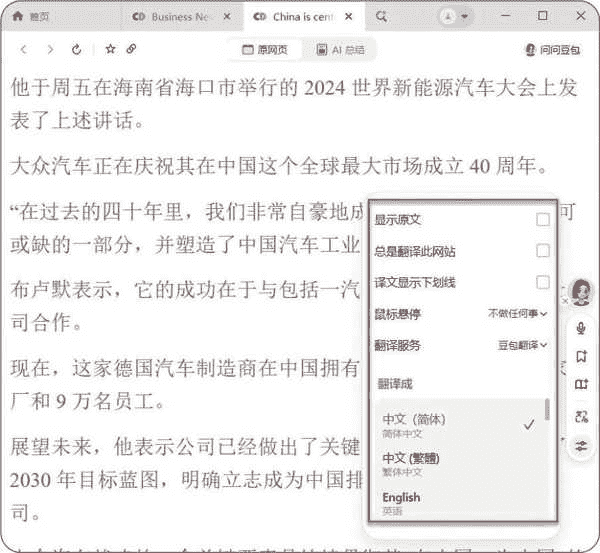 首页
Business Ne
China is cent
原网页
AI 总结
问问豆包
他于周五在海南省海口市举行的 2024 世界新能源汽车大会上发
表了上述讲话。
大众汽车正在庆祝其在中国这个全球最大市场成立 40 周年。
“在过去的四十年里，我们非常自豪地成
可
或缺的一部分，并塑造了中国汽车工业
布卢默表示，它的成功在于与包括一汽
司合作。
现在，这家德国汽车制造商在中国拥有
厂和 9 万名员工。
展望未来，他表示公司已经做出了关键
2030 年目标蓝图，明确立志成为中国排
司。
显示原文
总是翻译此网站
译文显示下划线
鼠标悬停
不做任何事
翻译服务
豆包翻译
翻译成
中文（简体）
简体中文
中文 (繁體)
繁体中文
English
英语